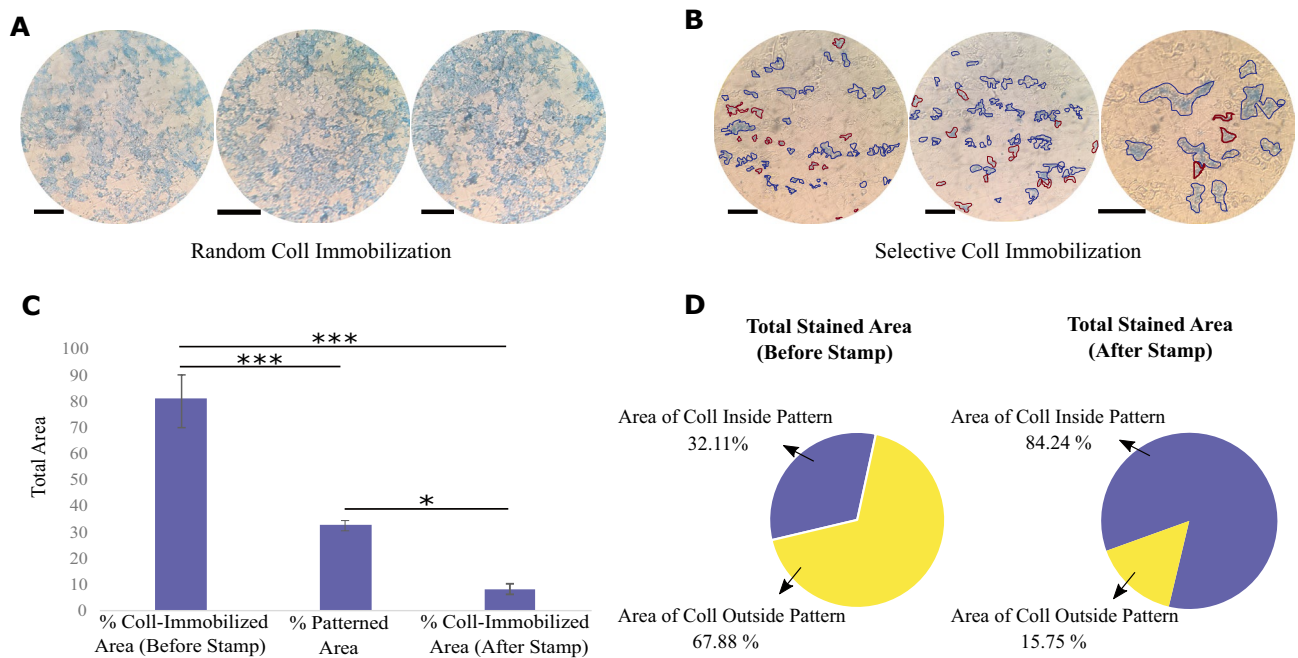 A
B
Random Coll Immobilization
Selective Coll Immobilization
C
Total Area
100
90
80
70
60
50
40
30
20
10
0
***
***
*
% Coll-Immobilized
Area (Before Stamp)
% Patterned
Area
% Coll-Immobilized
Area (After Stamp)
D
Total Stained Area
(Before Stamp)
Area of Coll Inside Pattern
32.11%
Area of Coll Outside Pattern
67.88 %
Total Stained Area
(After Stamp)
Area of Coll Inside Pattern
84.24 %
Area of Coll Outside Pattern
15.75 %